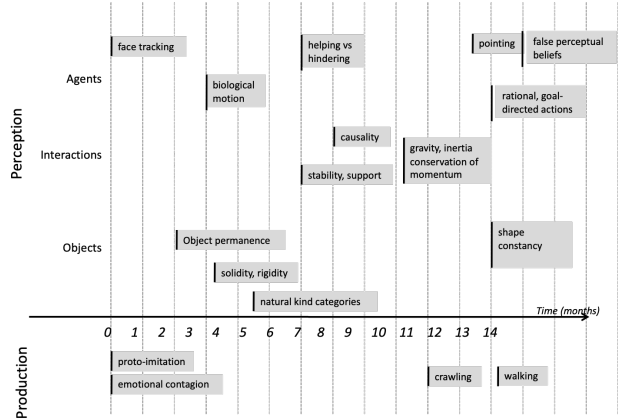 face tracking
helping vs
hindering
pointing
false perceptual
beliefs
Agents
biological
motion
rational, goal-
directed actions
Perception
Interactions
causality
gravity, inertia
conservation of
momentum
stability, support
Objects
Object permanence
shape
constancy
solidity, rigidity
natural kind categories
Time (months)
0 1 2 3 4 5 6 7 8 9 10 11 12 13 14
Production
proto-imitation
emotional contagion
crawling
walking